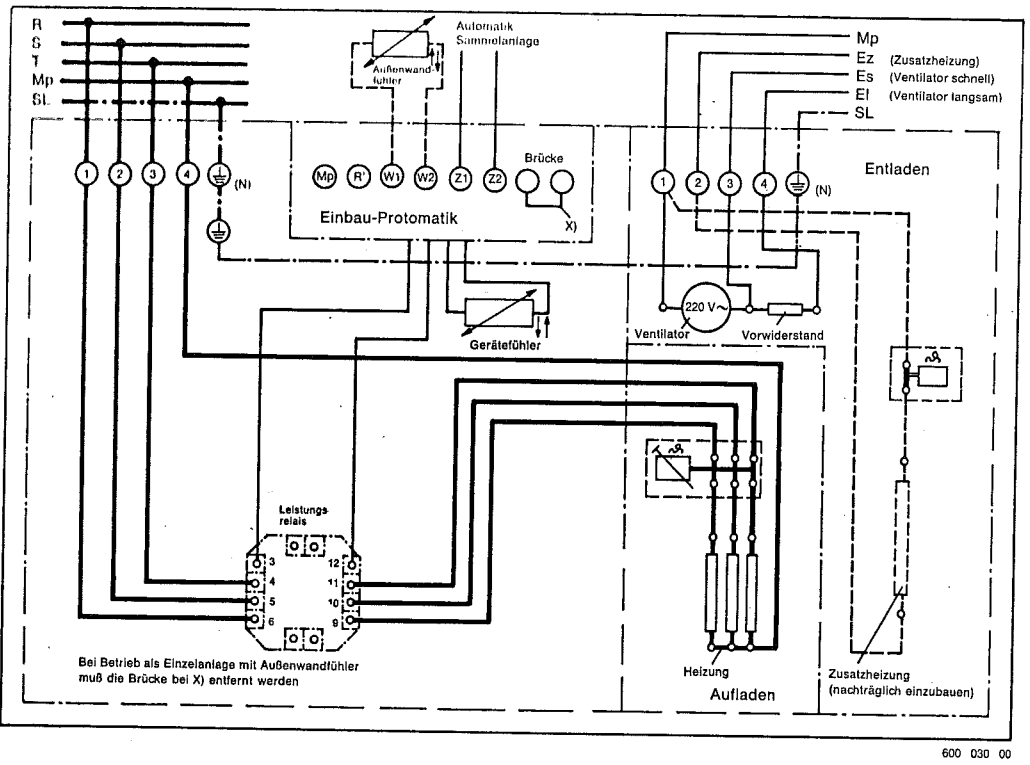 R
S
T
Mp
SL
Außenwand-
fühler
Automatik
Sammelanlage
Mp
Ez (Zusatzheizung)
Es (Ventilator schnell)
El (Ventilator langsam)
SL
1 2 3 4 (N)
Mp R' W1 W2 Z1 Z2
Brücke
X)
Einbau-Protomatik
Entladen
1 2 3 4 (N)
220 V~
Ventilator
Vorwiderstand
Gerätefühler
ϑ
ϑ
Leistungs-
relais
3 12
4 11
5 10
6 9
Bei Betrieb als Einzelanlage mit Außenwandfühler
muß die Brücke bei X) entfernt werden
Heizung
Aufladen
Zusatzheizung
(nachträglich einzubauen)
600 030 00